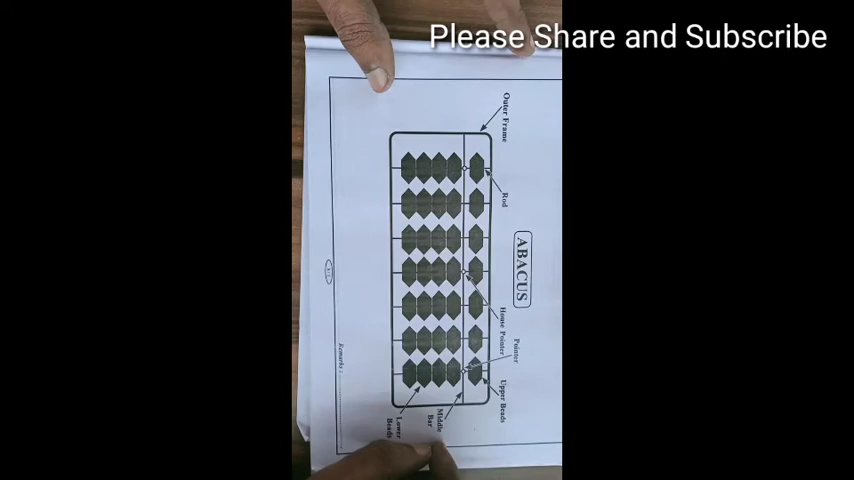 Please Share and Subscribe
ABACUS
Outer Frame
Rod
House Pointer
Pointer
Upper Beads
Middle
Bar
Lower
Beads
Remarks :